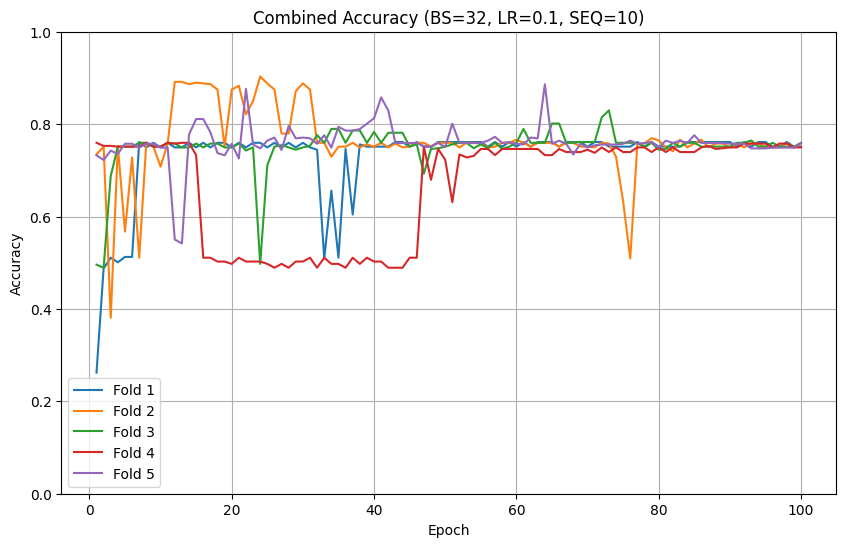 Combined Accuracy (BS=32, LR=0.1, SEQ=10)
1.0
0.8
0.6
0.4
0.2
0.0
Accuracy
Fold 1
Fold 2
Fold 3
Fold 4
Fold 5
0 20 40 60 80 100
Epoch